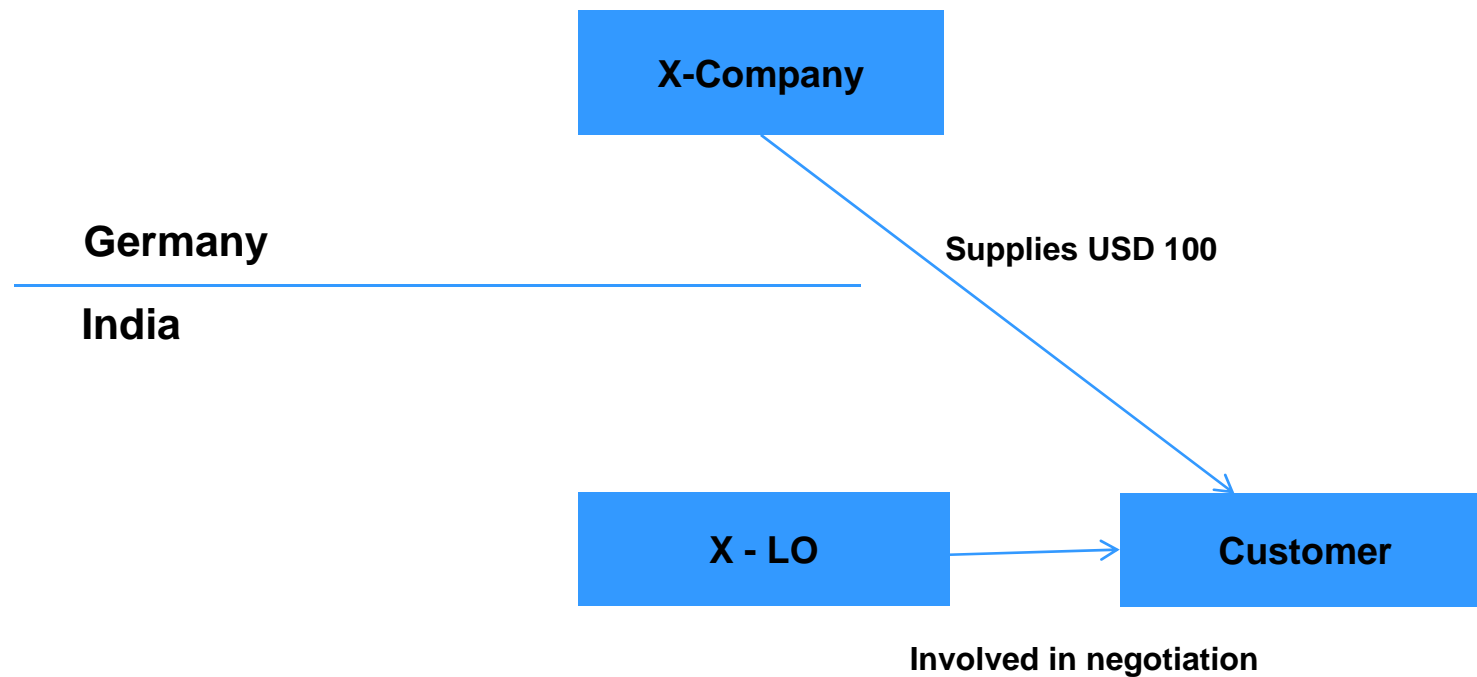 X-Company
Germany
Supplies USD 100
India
X - LO
Customer
Involved in negotiation